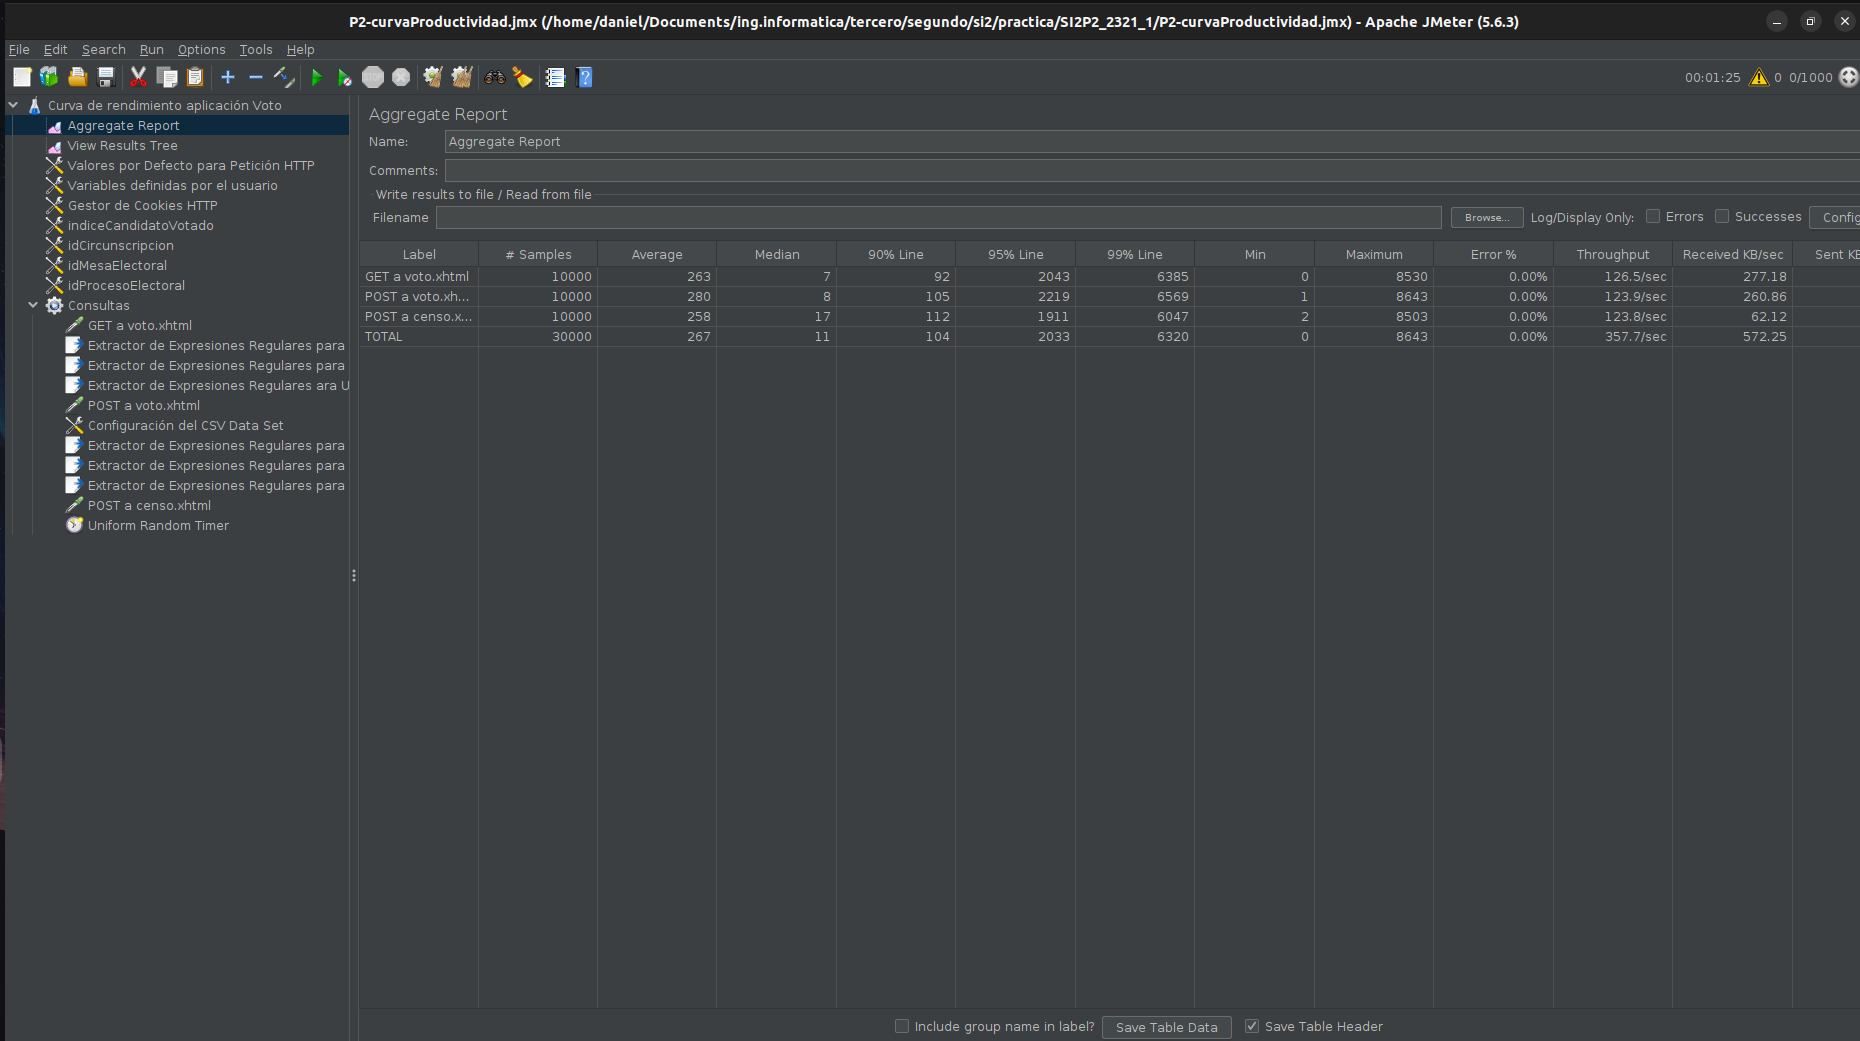 P2-curvaProductividad.jmx (/home/daniel/Documents/ing.informatica/tercero/segundo/si2/practica/SI2P2_2321_1/P2-curvaProductividad.jmx) - Apache JMeter (5.6.3)
File Edit Search Run Options Tools Help
00:01:25 0 0/1000
Curva de rendimiento aplicación Voto
Aggregate Report
View Results Tree
Valores por Defecto para Petición HTTP
Variables definidas por el usuario
Gestor de Cookies HTTP
indiceCandidatoVotado
idCircunscripcion
idMesaElectoral
idProcesoElectoral
Consultas
GET a voto.xhtml
Extractor de Expresiones Regulares para
Extractor de Expresiones Regulares para
Extractor de Expresiones Regulares ara U
POST a voto.xhtml
Configuración del CSV Data Set
Extractor de Expresiones Regulares para
Extractor de Expresiones Regulares para
Extractor de Expresiones Regulares para
POST a censo.xhtml
Uniform Random Timer
Aggregate Report
Name: Aggregate Report
Comments:
Write results to file / Read from file
Filename Browse... Log/Display Only: Errors Successes Config
Label # Samples Average Median 90% Line 95% Line 99% Line Min Maximum Error % Throughput Received KB/sec Sent KB
GET a voto.xhtml 10000 263 7 92 2043 6385 0 8530 0.00% 126.5/sec 277.18
POST a voto.xh... 10000 280 8 105 2219 6569 1 8643 0.00% 123.9/sec 260.86
POST a censo.x... 10000 258 17 112 1911 6047 2 8503 0.00% 123.8/sec 62.12
TOTAL 30000 267 11 104 2033 6320 0 8643 0.00% 357.7/sec 572.25
Include group name in label? Save Table Data Save Table Header